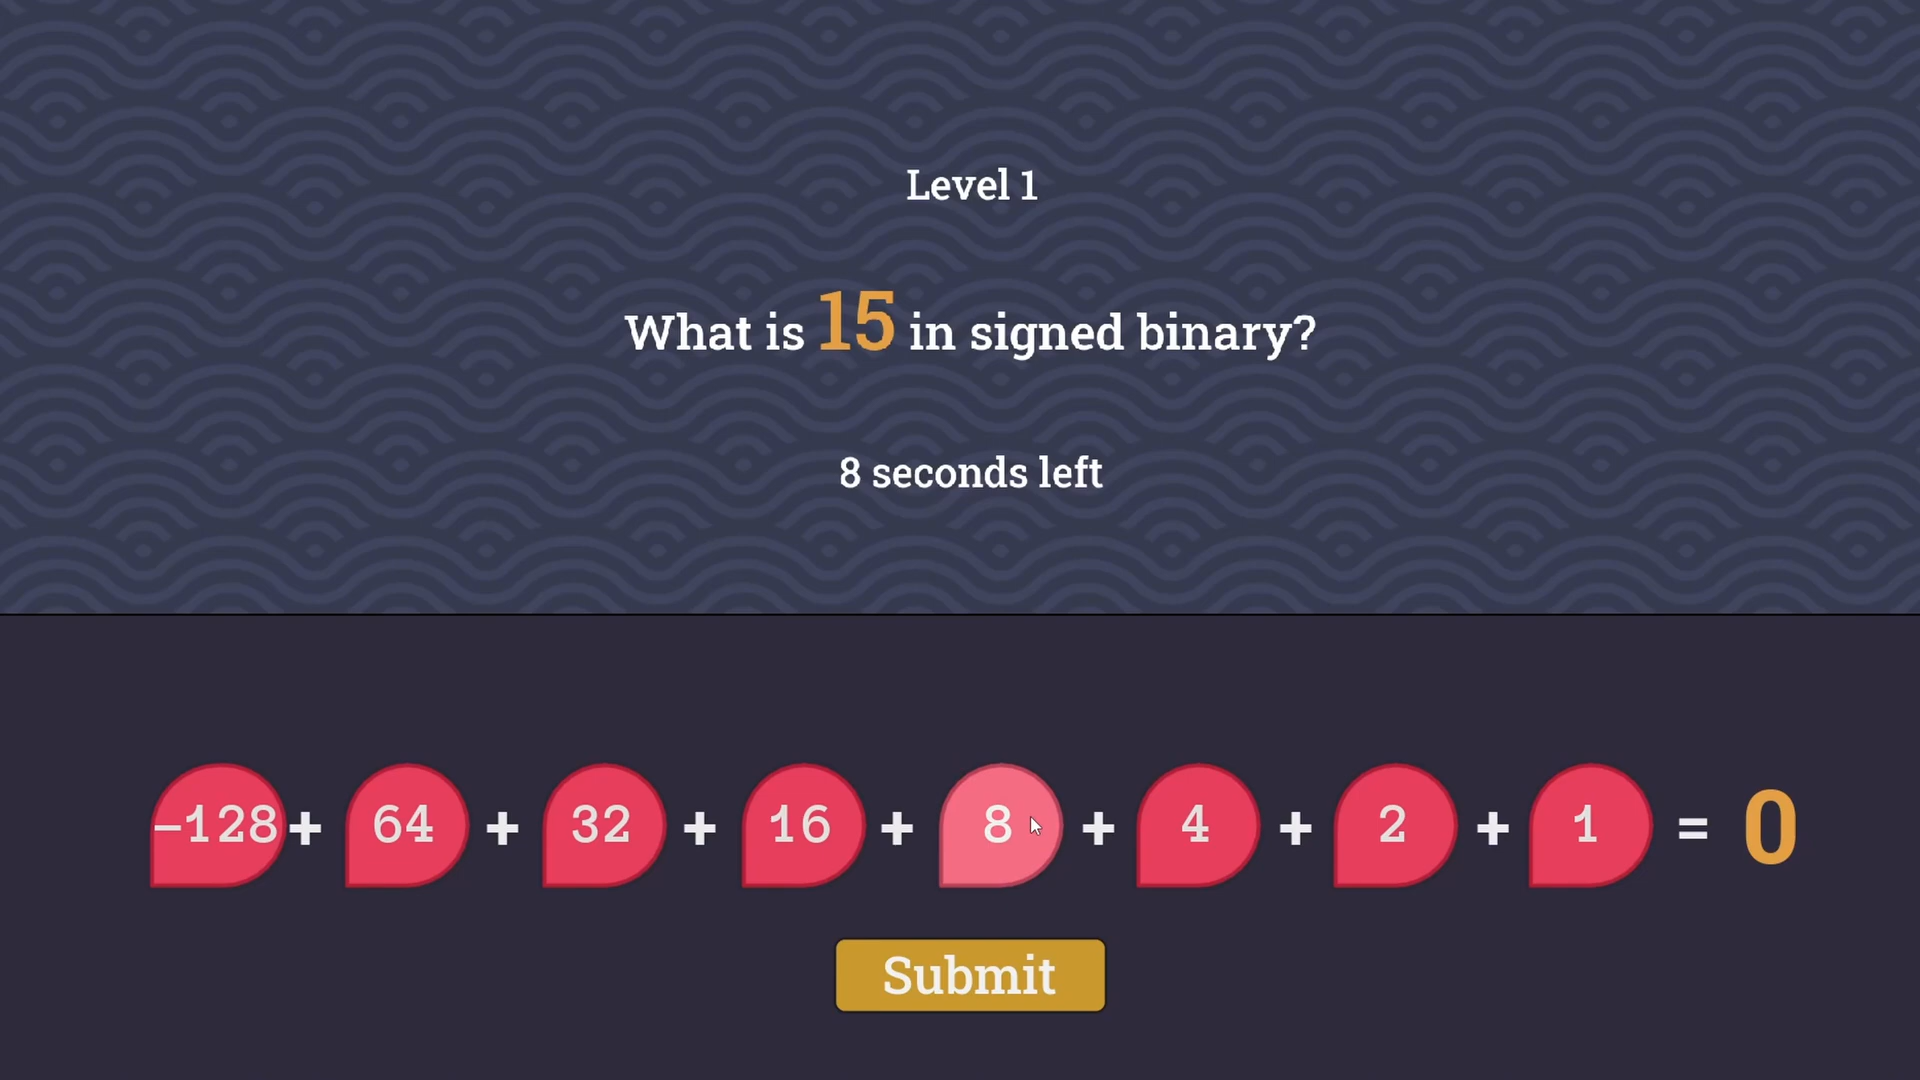 Level 1
What is 15 in signed binary?
8 seconds left
-128 + 64 + 32 + 16 + 8 + 4 + 2 + 1 = 0
Submit